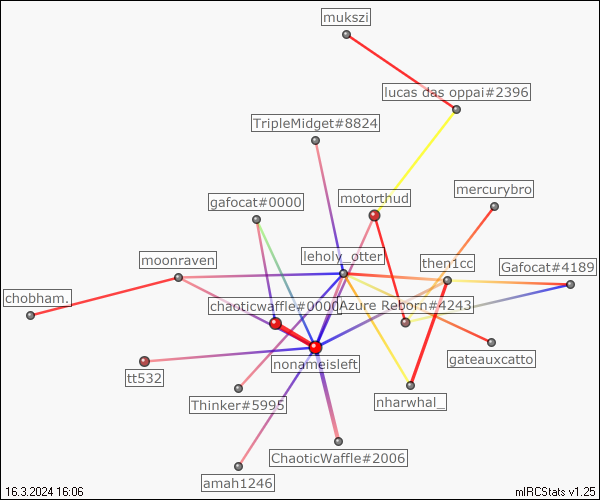 mukszi
lucas das oppai#2396
TripleMidget#8824
mercurybro
motorthud
gafocat#0000
leholy_otter
moonraven
then1cc
Gafocat#4189
chobham.
chaoticwaffle#0000
Azure Reborn#4243
nonameisleft
gateauxcatto
tt532
Thinker#5995
nharwhal_
ChaoticWaffle#2006
amah1246
16.3.2024 16:06
mIRCStats v1.25